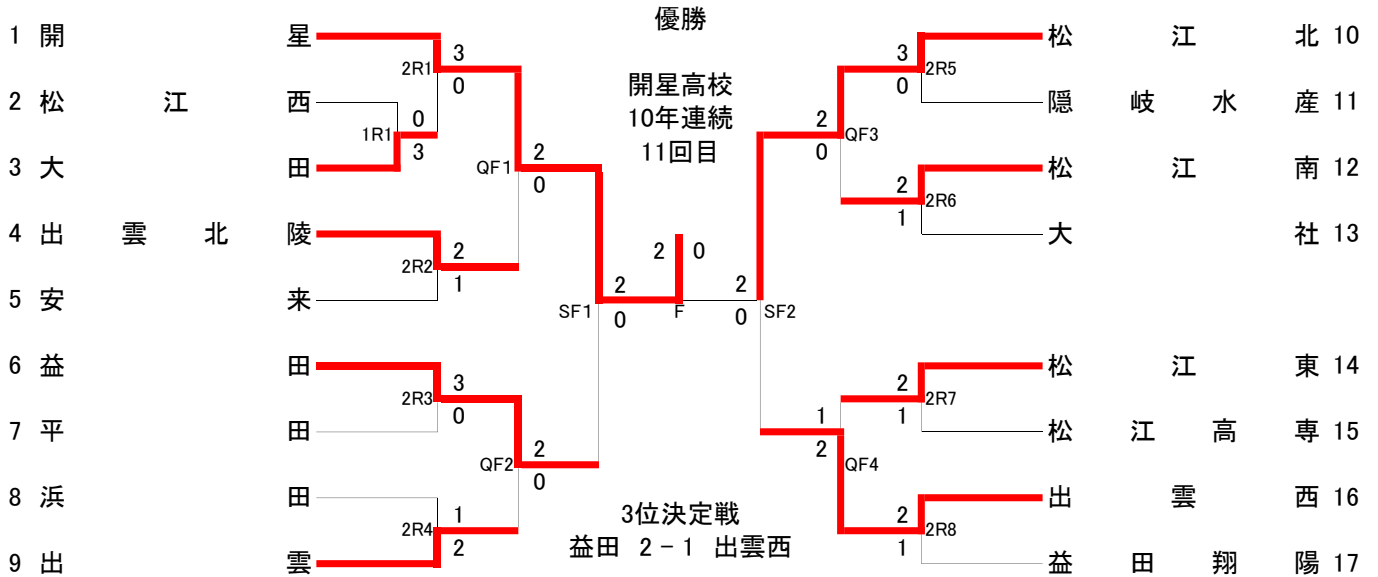 優勝
開星高校
10年連続
11回目
1 開星
2 松江西
3 大田
4 出雲北陵
5 安来
6 益田
7 平田
8 浜田
9 出雲
1R1
0
3
2R1
3
0
2R2
2
1
2R3
3
0
2R4
1
2
QF1
2
0
QF2
2
0
SF1
2
0
2 0
F
2
0
SF2
2
0
QF3
1
2
QF4
3
0
2R5
2
1
2R6
2
1
2R7
2
1
2R8
松江北 10
隠岐水産 11
松江南 12
大社 13
松江東 14
松江高専 15
出雲西 16
益田翔陽 17
3位決定戦
益田 2－1 出雲西